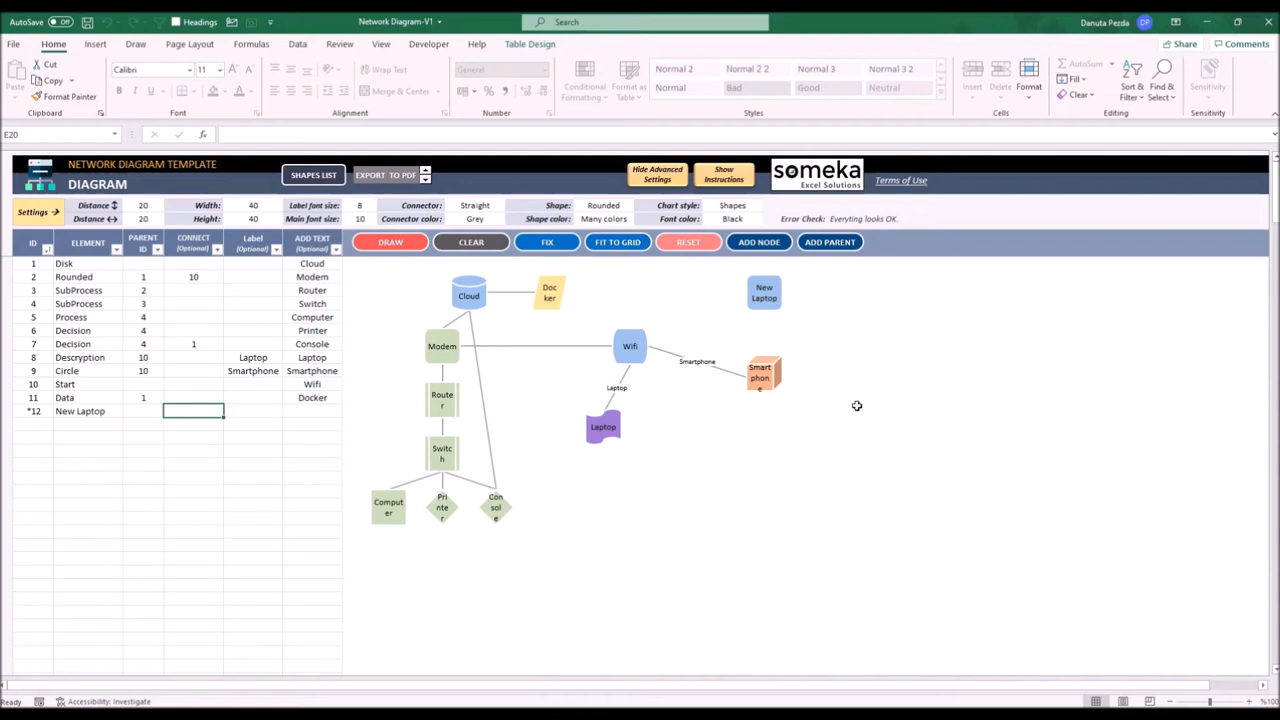 AutoSave Off Headings Network Diagram-V1 Search Danuta Pezda DP
File Home Insert Draw Page Layout Formulas Data Review View Developer Help Table Design Share Comments
Cut Calibri 11 Wrap Text General Normal 2 Normal 2 2 Normal 3 Normal 3 2 AutoSum
Paste Copy Conditional Format as Insert Delete Format Fill Sort & Find & Sensitivity
Format Painter Merge & Center Formatting Table Normal Bad Good Neutral Clear Filter Select
Clipboard Font Alignment Number Styles Cells Editing Sensitivity
E20 fx
NETWORK DIAGRAM TEMPLATE
DIAGRAM
SHAPES LIST EXPORT TO PDF
Hide Advanced
Settings
Show
Instructions
someka
Excel Solutions
Terms of Use
Settings
Distance 20 Width: 40 Label font size: 8 Connector: Straight Shape: Rounded Chart style: Shapes
Distance 20 Height: 40 Main font size: 10 Connector color: Grey Shape color: Many colors Font color: Black Error Check: Everyting looks OK.
ID ELEMENT PARENT ID CONNECT (Optional) Label (Optional) ADD TEXT (Optional)
DRAW CLEAR FIX FIT TO GRID RESET ADD NODE ADD PARENT
1 Disk Cloud
2 Rounded 1 10 Modem
3 SubProcess 2 Router
4 SubProcess 3 Switch
5 Process 4 Computer
6 Decision 4 Printer
7 Decision 4 1 Console
8 Descryption 10 Laptop Laptop
9 Circle 10 Smartphone Smartphone
10 Start Wifi
11 Data 1 Docker
*12 New Laptop
Cloud
Doc
ker
New
Laptop
Modem
Wifi
Smartphone
Smart
phon
e
Laptop
Route
r
Laptop
Switc
h
Comput
er
Pri
nte
r
Con
sol
e
Ready Accessibility: Investigate %100